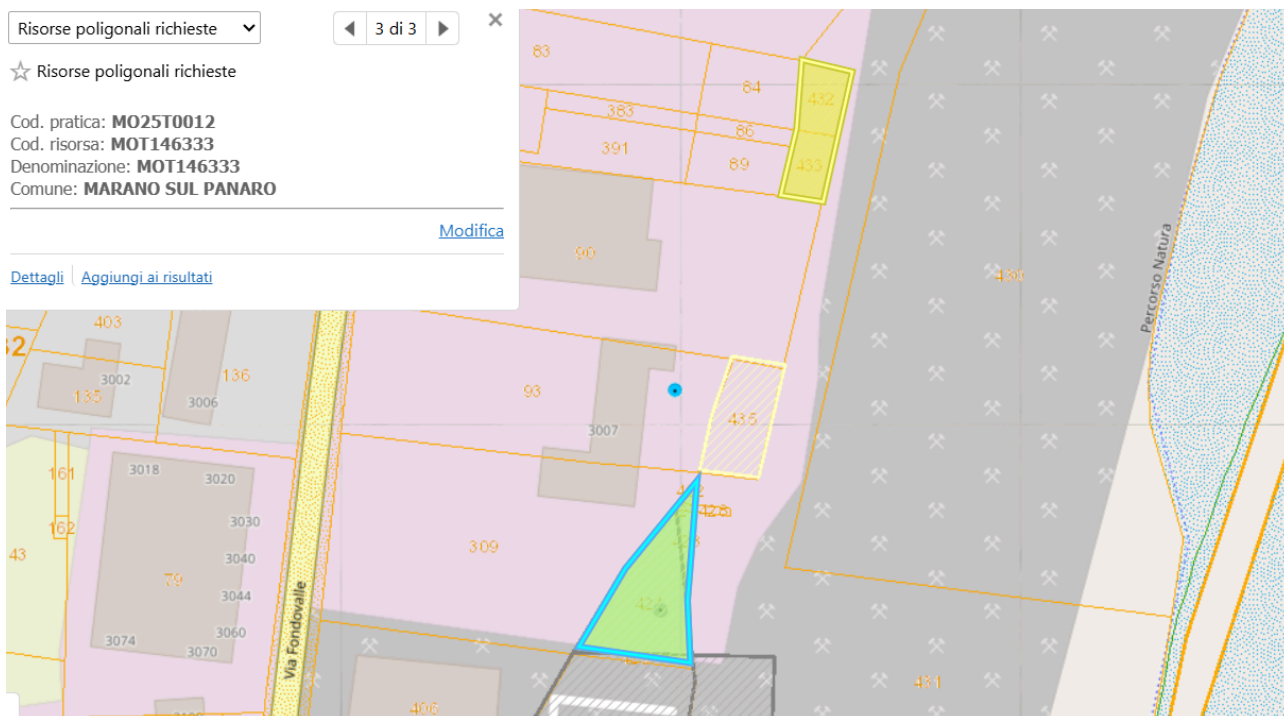 Risorse poligonali richieste
3 di 3
Risorse poligonali richieste
Cod. pratica: MO25T0012
Cod. risorsa: MOT146333
Denominazione: MOT146333
Comune: MARANO SUL PANARO
Modifica
Dettagli
Aggiungi ai risultati
83
84
432
383
86
391
89
433
90
430
Percorso Natura
403
3002
136
135
3006
93
435
3007
161
3018
3020
162
3030
309
43
79
3040
3044
Via Fondovalle
3060
3074
3070
406
431